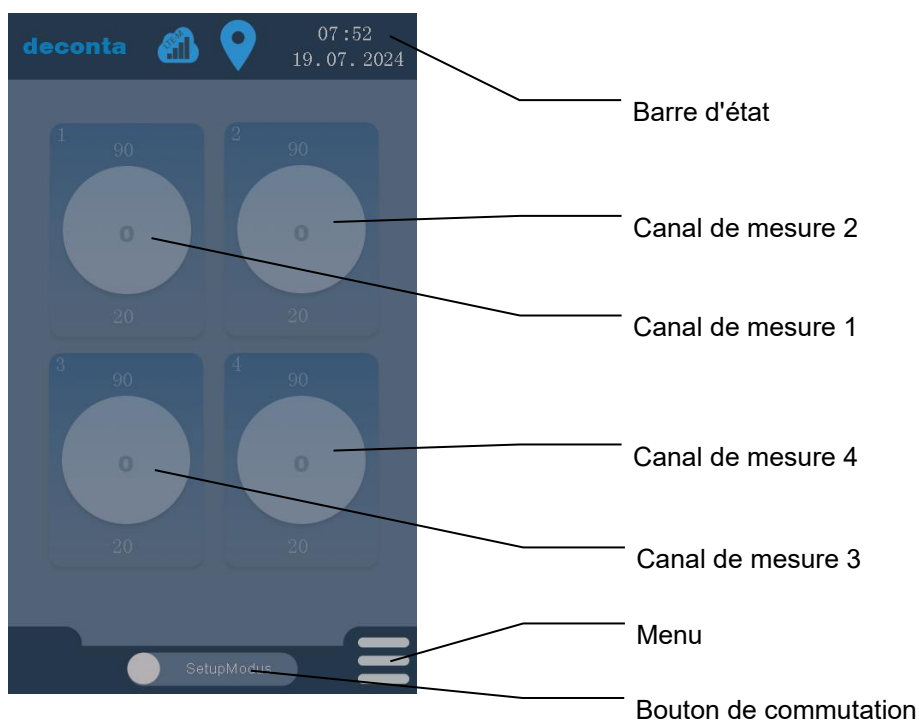 deconta
LTEM
07:52
19.07.2024
Barre d'état
1
90
0
20
2
90
0
20
Canal de mesure 2
Canal de mesure 1
3
90
0
20
4
90
0
20
Canal de mesure 4
Canal de mesure 3
Menu
SetupModus
Bouton de commutation